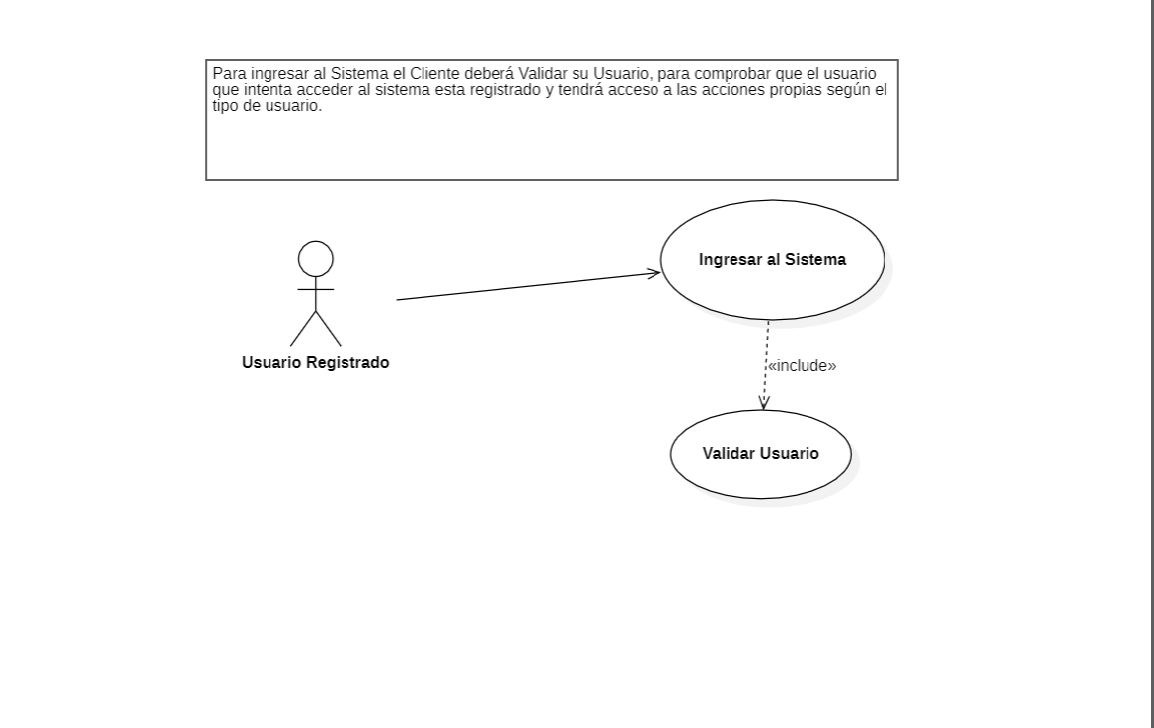 Para ingresar al Sistema el Cliente deberá Validar su Usuario, para comprobar que el usuario
que intenta acceder al sistema esta registrado y tendrá acceso a las acciones propias según el
tipo de usuario.
Ingresar al Sistema
Usuario Registrado
«include»
Validar Usuario